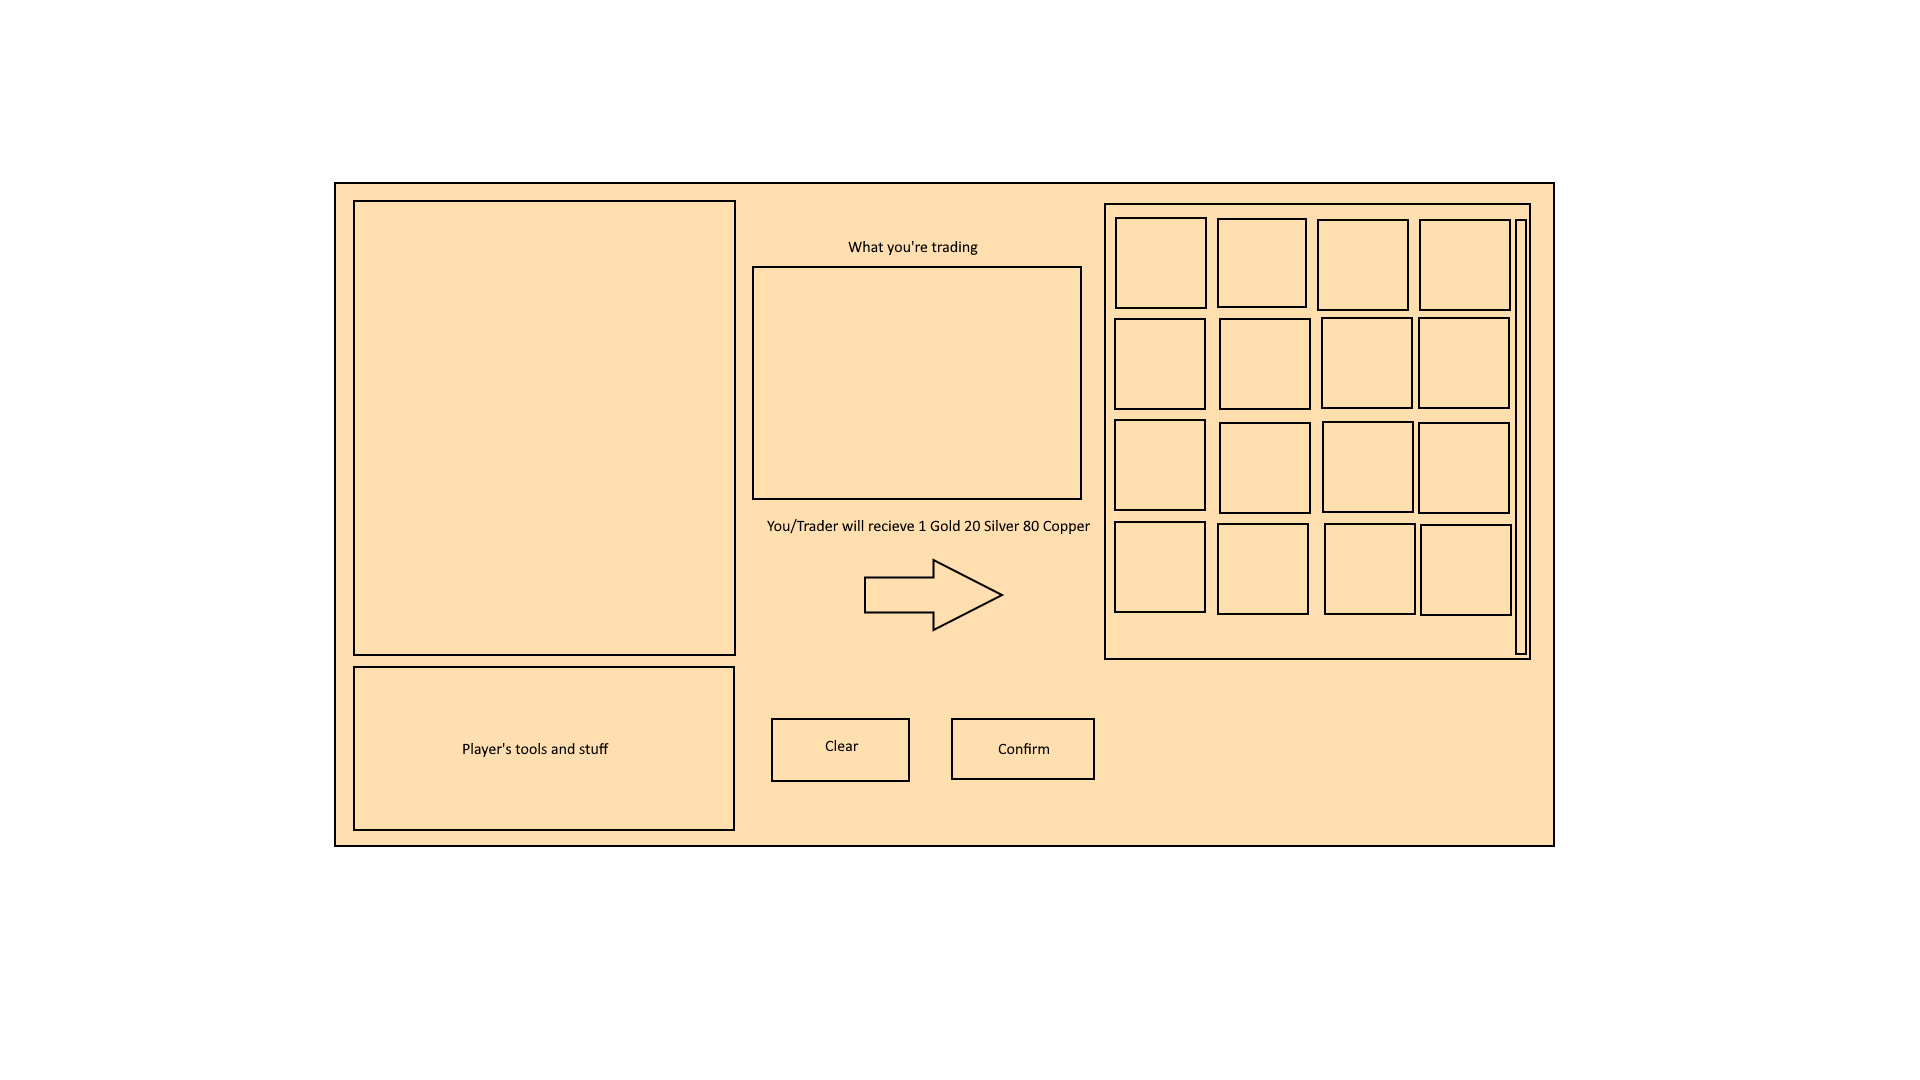 What you're trading
You/Trader will recieve 1 Gold 20 Silver 80 Copper
Player's tools and stuff
Clear
Confirm